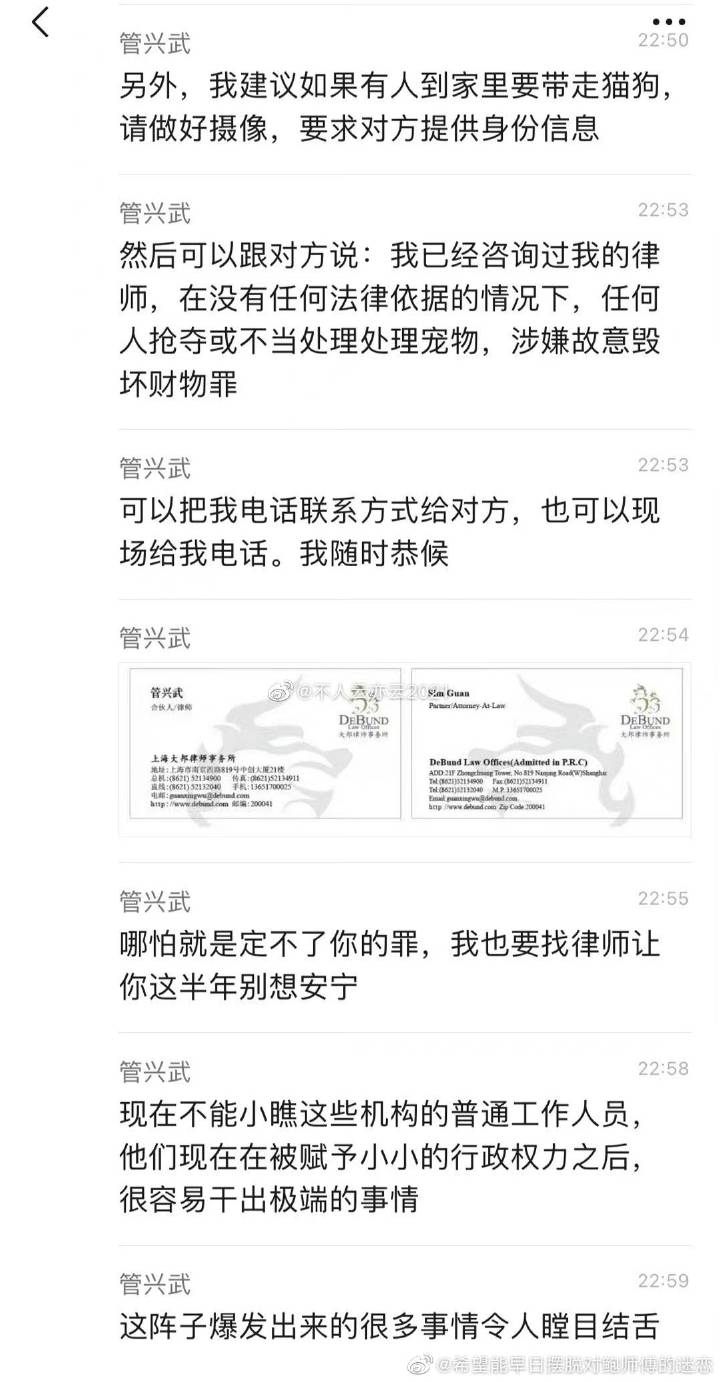 管兴武
22:50
另外，我建议如果有人到家里要带走猫狗，
请做好摄像，要求对方提供身份信息
管兴武
22:53
然后可以跟对方说：我已经咨询过我的律
师，在没有任何法律依据的情况下，任何
人抢夺或不当处理处理宠物，涉嫌故意毁
坏财物罪
管兴武
22:53
可以把我电话联系方式给对方，也可以现
场给我电话。我随时恭候
管兴武
22:54
管兴武
合伙人/律师
DEBUND
Law Offices
大邦律师事务所
上海大邦律师事务所
地址:上海市南京西路819号中创大厦21楼
总机:(8621) 52134900 传真:(8621)52134911
直线:(8621) 52132040 手机:13651700025
电邮:guanxingwu@debund.com
http://www.debund.com 邮编:200041
@不人云亦云2021
Sim Guan
Partner/Attorney-At-Law
DEBUND
Law Offices
大邦律师事务所
DeBund Law Offices(Admitted in P.R.C)
ADD:21F Zhongchuang Tower, No 819 Nanjing Road(W)Shanghai
Tel:(8621)52134900 Fax:(8621)52134911
Tel:(8621)52132040 M.P. 13651700025
Email:guanxingwu@debund.com
http://www.debund.com Zip Code:200041
管兴武
22:55
哪怕就是定不了你的罪，我也要找律师让
你这半年别想安宁
管兴武
22:58
现在不能小瞧这些机构的普通工作人员，
他们现在在被赋予小小的行政权力之后，
很容易干出极端的事情
管兴武
22:59
这阵子爆发出来的很多事情令人瞠目结舌
@希望能早日摆脱对鲍师傅的迷恋